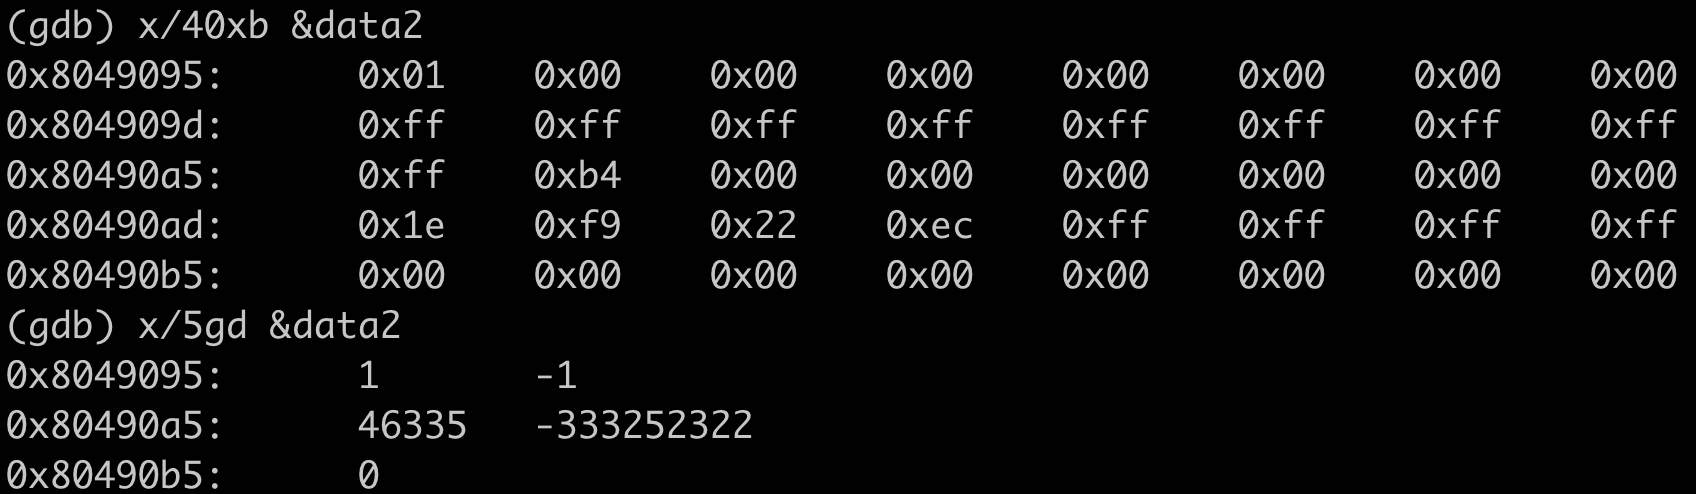 (gdb) x/40xb &data2
0x8049095: 0x01 0x00 0x00 0x00 0x00 0x00 0x00 0x00
0x804909d: 0xff 0xff 0xff 0xff 0xff 0xff 0xff 0xff
0x80490a5: 0xff 0xb4 0x00 0x00 0x00 0x00 0x00 0x00
0x80490ad: 0x1e 0xf9 0x22 0xec 0xff 0xff 0xff 0xff
0x80490b5: 0x00 0x00 0x00 0x00 0x00 0x00 0x00 0x00
(gdb) x/5gd &data2
0x8049095: 1 -1
0x80490a5: 46335 -333252322
0x80490b5: 0